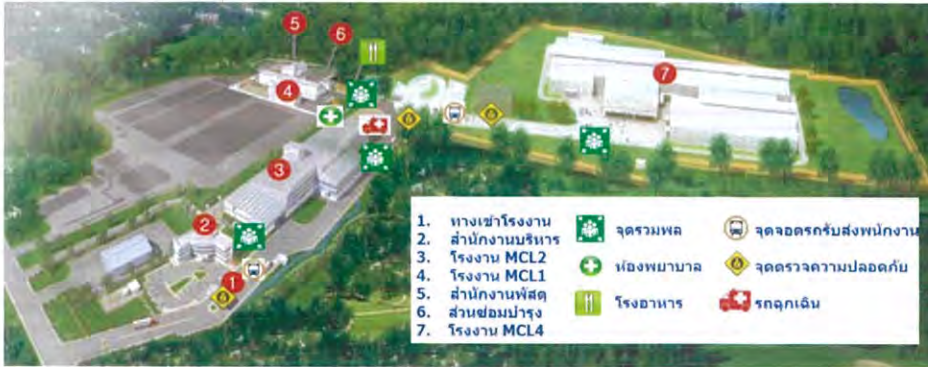 5
6
7
4
3
2
1
1. ทางเข้าโรงงาน
2. สำนักงานบริหาร
3. โรงงาน MCL2
4. โรงงาน MCL1
5. สำนักงานพัสดุ
6. ส่วนซ่อมบำรุง
7. โรงงาน MCL4
จุดรวมพล
ห้องพยาบาล
โรงอาหาร
จุดจอดรถรับส่งพนักงาน
จุดตรวจความปลอดภัย
รถฉุกเฉิน